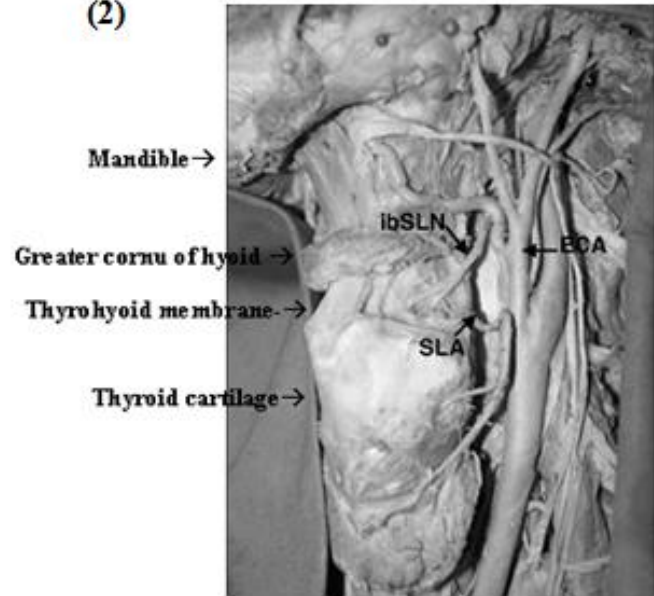 (2)
Mandible→
ibSLN
ECA
Greater cornu of hyoid→
Thyrohyoid membrane-→
SLA
Thyroid cartilage→